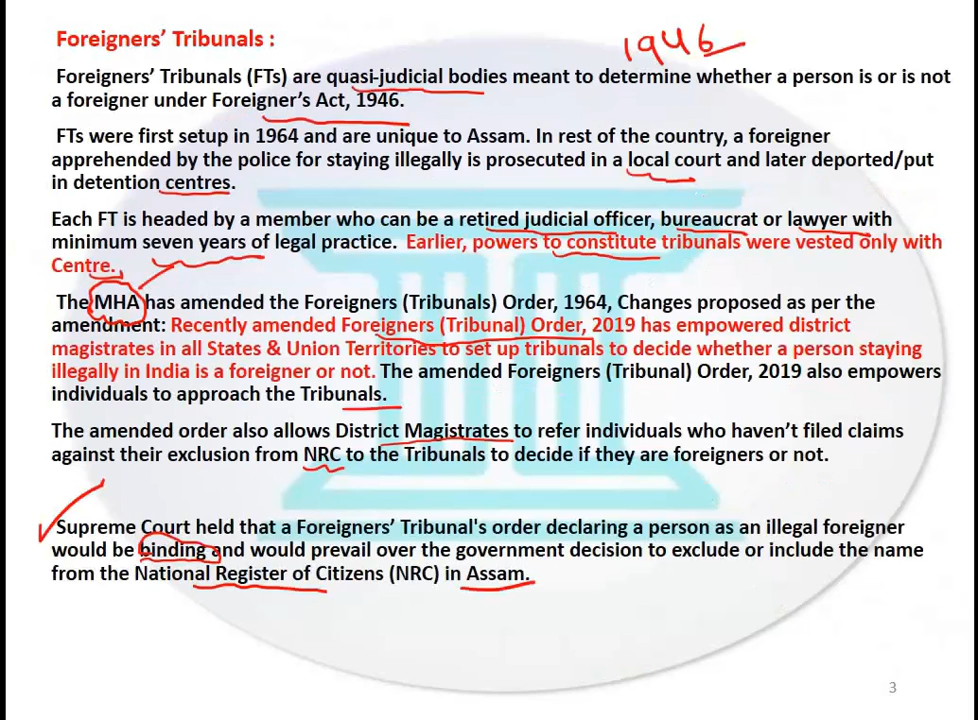 Foreigners’ Tribunals :
1946
Foreigners’ Tribunals (FTs) are quasi-judicial bodies meant to determine whether a person is or is not
a foreigner under Foreigner’s Act, 1946.
FTs were first setup in 1964 and are unique to Assam. In rest of the country, a foreigner
apprehended by the police for staying illegally is prosecuted in a local court and later deported/put
in detention centres.
Each FT is headed by a member who can be a retired judicial officer, bureaucrat or lawyer with
minimum seven years of legal practice. Earlier, powers to constitute tribunals were vested only with
Centre.
The MHA has amended the Foreigners (Tribunals) Order, 1964, Changes proposed as per the
amendment: Recently amended Foreigners (Tribunal) Order, 2019 has empowered district
magistrates in all States & Union Territories to set up tribunals to decide whether a person staying
illegally in India is a foreigner or not. The amended Foreigners (Tribunal) Order, 2019 also empowers
individuals to approach the Tribunals.
The amended order also allows District Magistrates to refer individuals who haven’t filed claims
against their exclusion from NRC to the Tribunals to decide if they are foreigners or not.
Supreme Court held that a Foreigners’ Tribunal's order declaring a person as an illegal foreigner
would be binding and would prevail over the government decision to exclude or include the name
from the National Register of Citizens (NRC) in Assam.
3